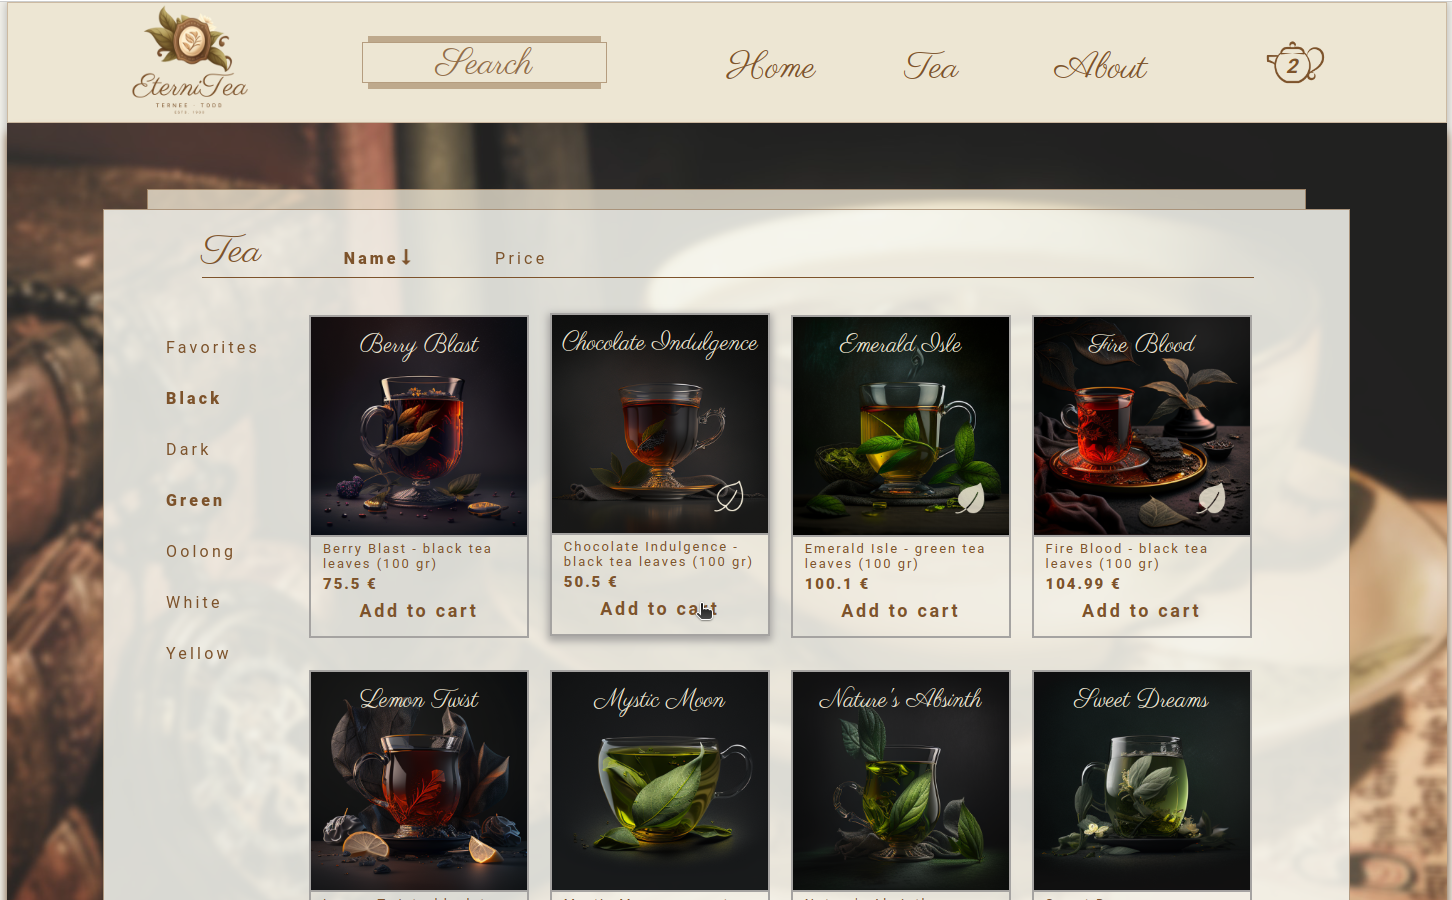 EterniTea
TERNEE · TDDS
Search
Home
Tea
About
2
Tea
Name↓
Price
Favorites
Black
Dark
Green
Oolong
White
Yellow
Berry Blast
Berry Blast - black tea
leaves (100 gr)
75.5 €
Add to cart
Chocolate Indulgence
Chocolate Indulgence -
black tea leaves (100 gr)
50.5 €
Add to cart
Emerald Isle
Emerald Isle - green tea
leaves (100 gr)
100.1 €
Add to cart
Fire Blood
Fire Blood - black tea
leaves (100 gr)
104.99 €
Add to cart
Lemon Twist
Mystic Moon
Nature's Absinth
Sweet Dreams